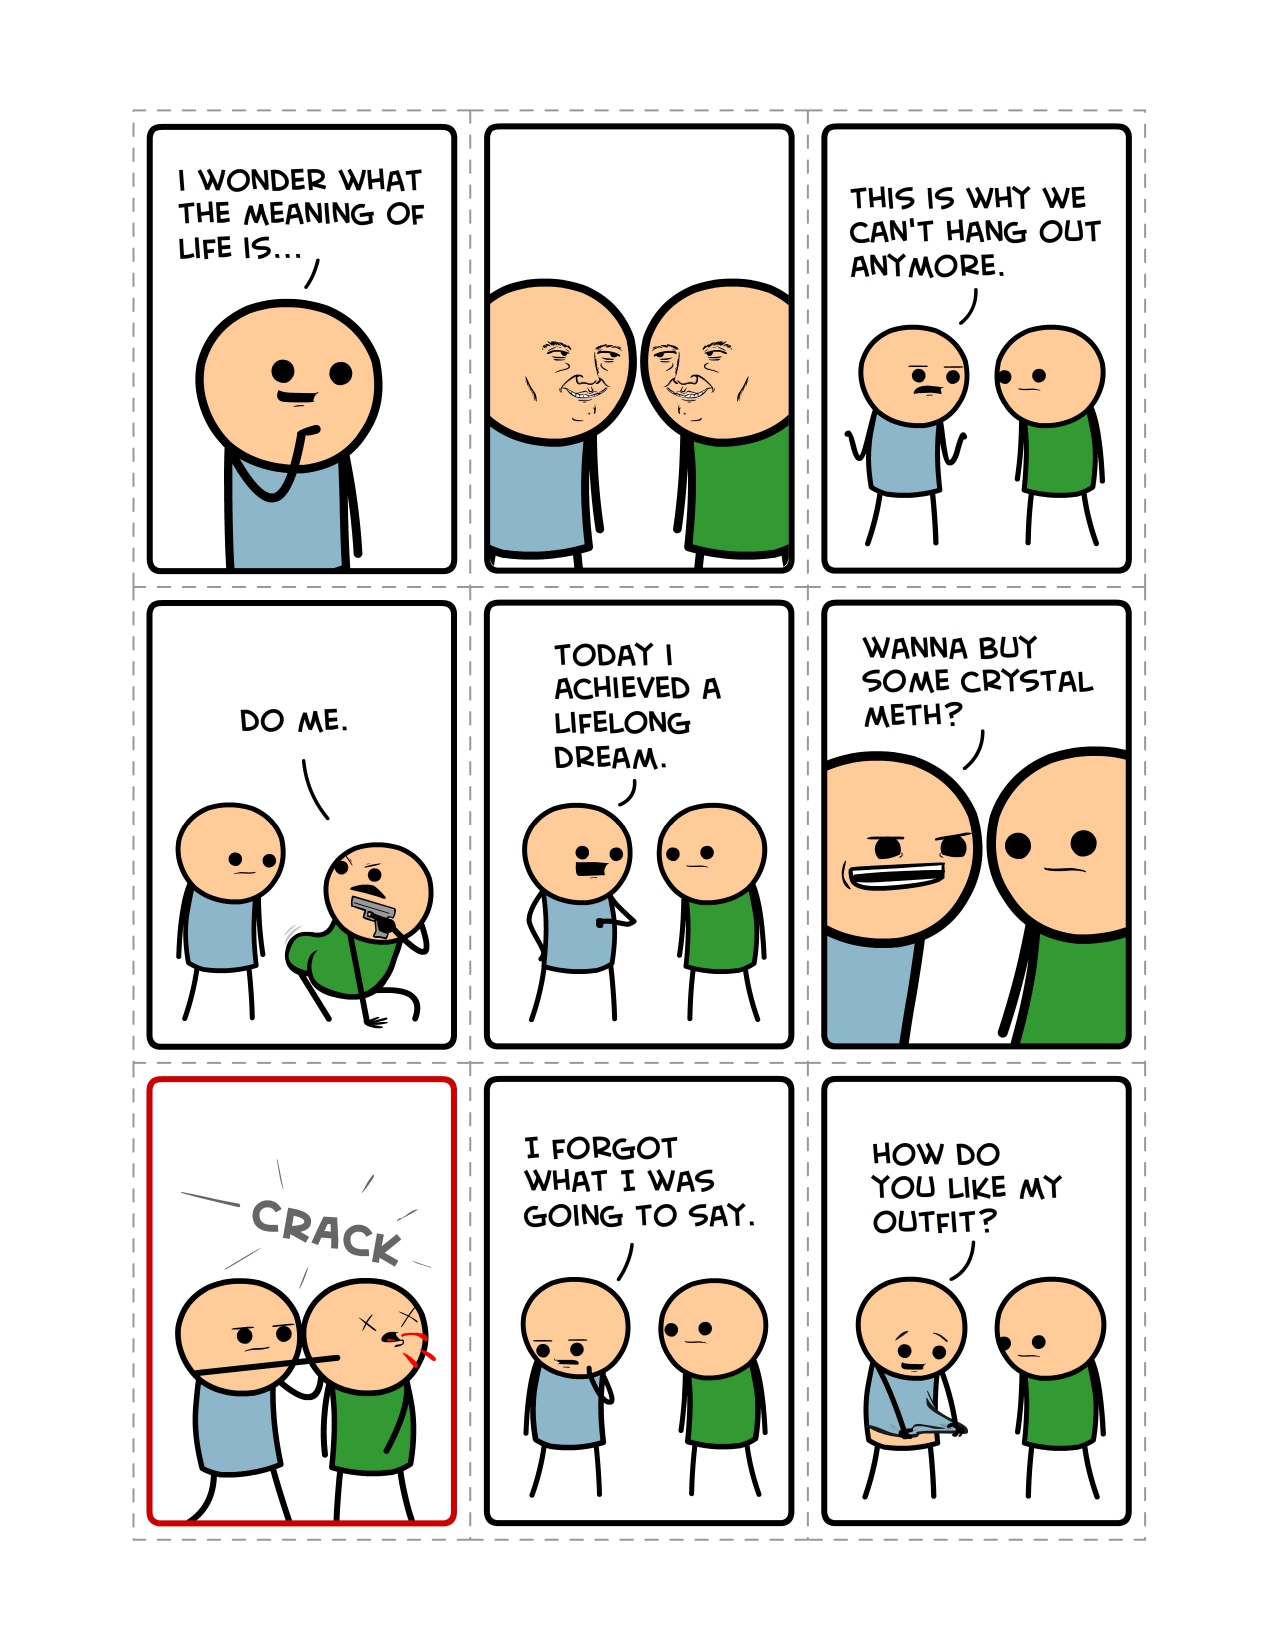 I WONDER WHAT
THE MEANING OF
LIFE IS...
THIS IS WHY WE
CAN'T HANG OUT
ANYMORE.
DO ME.
TODAY I
ACHIEVED A
LIFELONG
DREAM.
WANNA BUY
SOME CRYSTAL
METH?
CRACK
I FORGOT
WHAT I WAS
GOING TO SAY.
HOW DO
YOU LIKE MY
OUTFIT?